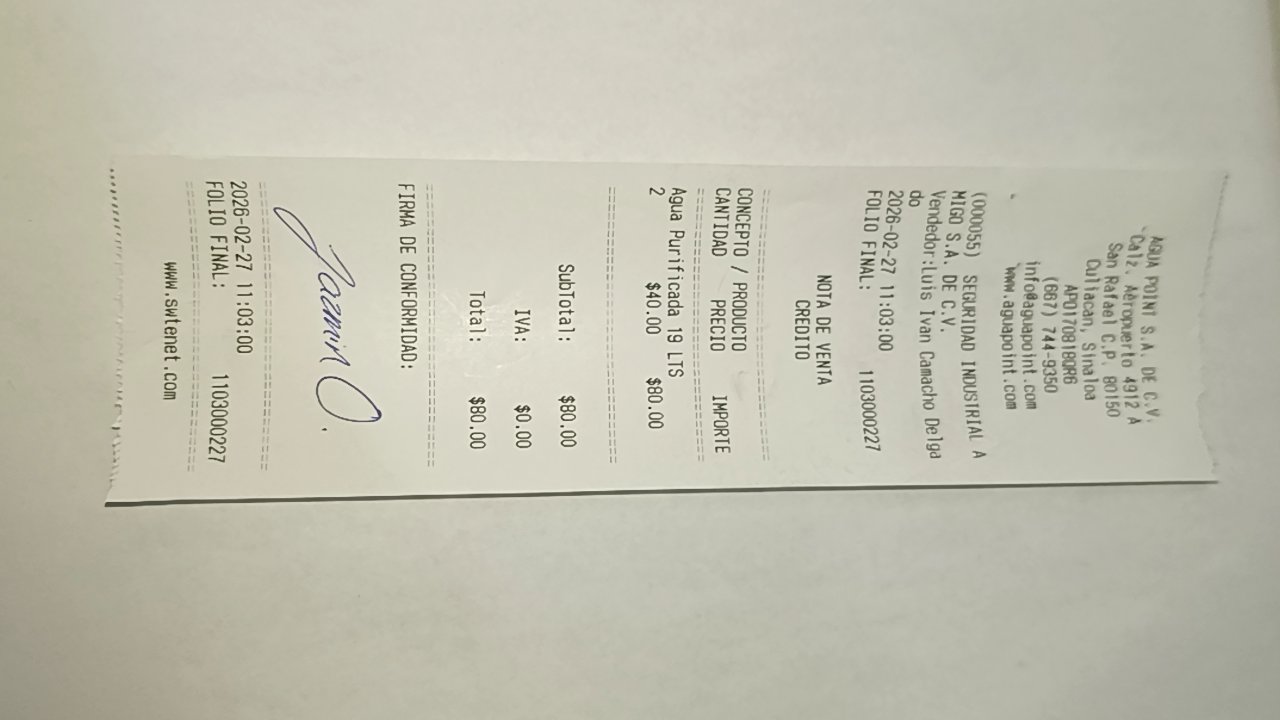 AGUA POINT S.A. DE C.V.
Calz. Aeropuerto 4912 A
San Rafael C.P. 80150
Culiacan, Sinaloa
APO170818QR6
(667) 744-9350
info@aguapoint.com
www.aguapoint.com
(000055) SEGURIDAD INDUSTRIAL A
MIGO S.A. DE C.V.
Vendedor:Luis Ivan Camacho Delga
do
2026-02-27 11:03:00
FOLIO FINAL: 1103000227
NOTA DE VENTA
CREDITO
CONCEPTO / PRODUCTO
CANTIDAD PRECIO IMPORTE
Agua Purificada 19 LTS
2 $40.00 $80.00
SubTotal: $80.00
IVA: $0.00
Total: $80.00
FIRMA DE CONFORMIDAD:
Jazmin O.
2026-02-27 11:03:00
FOLIO FINAL: 1103000227
www.swtenet.com